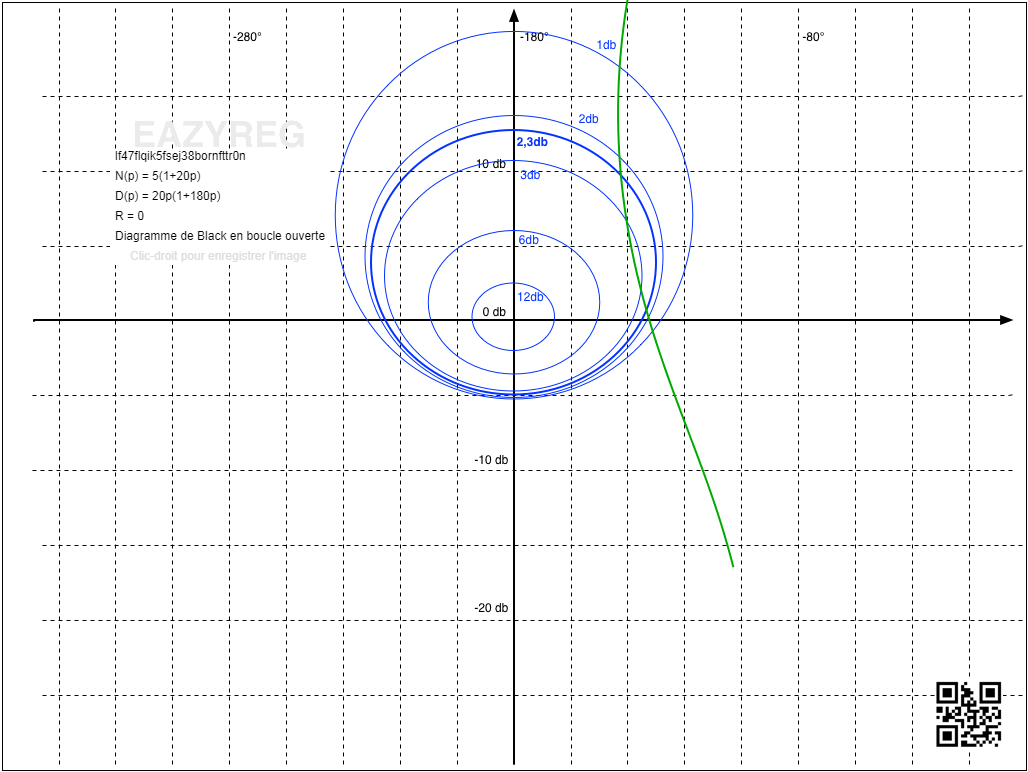 -280°
-180°
-80°
1db
2db
2,3db
3db
6db
12db
10 db
0 db
-10 db
-20 db
EAZYREG
lf47flqik5fsej38bornfttr0n
N(p) = 5(1+20p)
D(p) = 20p(1+180p)
R = 0
Diagramme de Black en boucle ouverte
Clic-droit pour enregistrer l'image